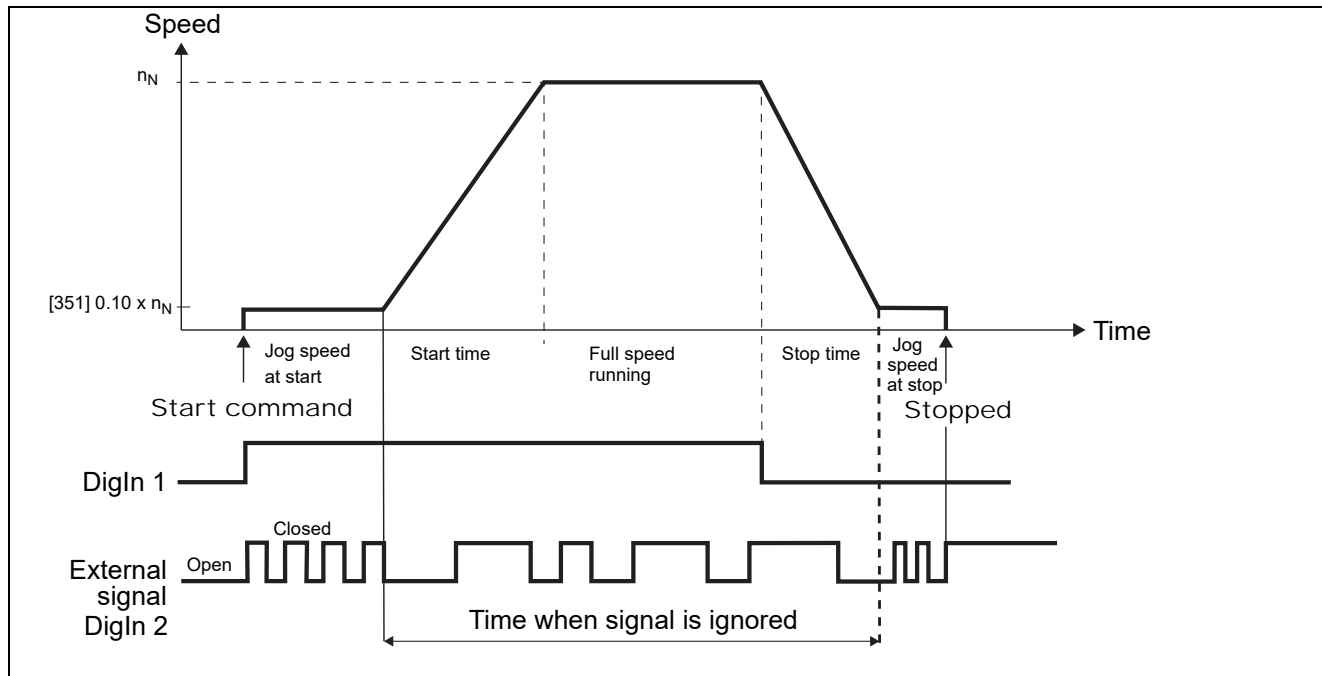 Speed
nN
[351] 0.10 x nN
Time
Jog speed
at start
Start time
Full speed
running
Stop time
Jog
speed
at stop
Start command
Stopped
DigIn 1
Closed
Open
External
signal
DigIn 2
Time when signal is ignored